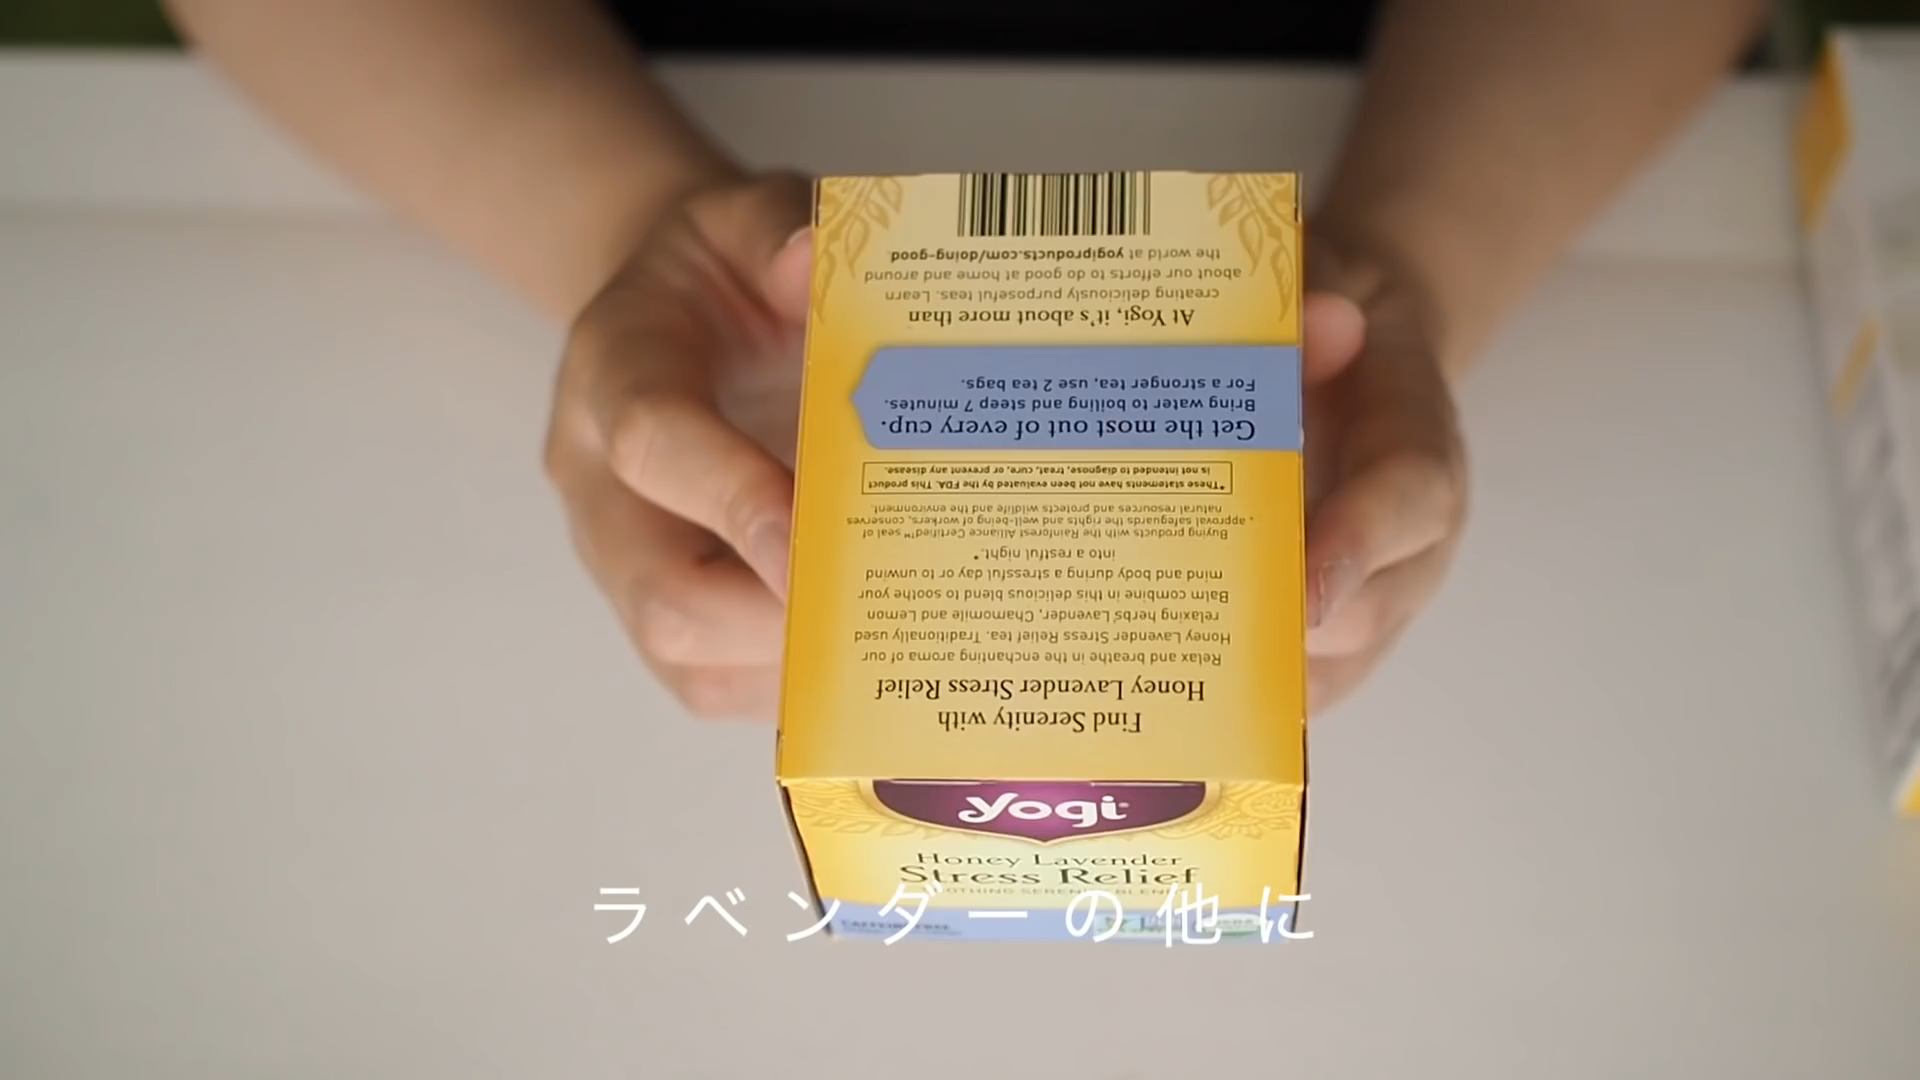 Find Serenity with
Honey Lavender Stress Relief
Relax and breathe in the enchanting aroma of our
Honey Lavender Stress Relief tea. Traditionally used
relaxing herbs Lavender, Chamomile and Lemon
Balm combine in this delicious blend to soothe your
mind and body during a stressful day or to unwind
into a restful night.*
Buying products with the Rainforest Alliance Certified™ seal of
approval safeguards the rights and well-being of workers, conserves
natural resources and protects wildlife and the environment.
*These statements have not been evaluated by the FDA. This product
is not intended to diagnose, treat, cure, or prevent any disease.
Get the most out of every cup.
Bring water to boiling and steep 7 minutes.
For a stronger tea, use 2 tea bags.
At Yogi, it's about more than
creating deliciously purposeful teas. Learn
about our efforts to do good at home and around
the world at yogiproducts.com/doing-good.
yogi
Honey Lavender
Stress Relief
ラベンダーの他に